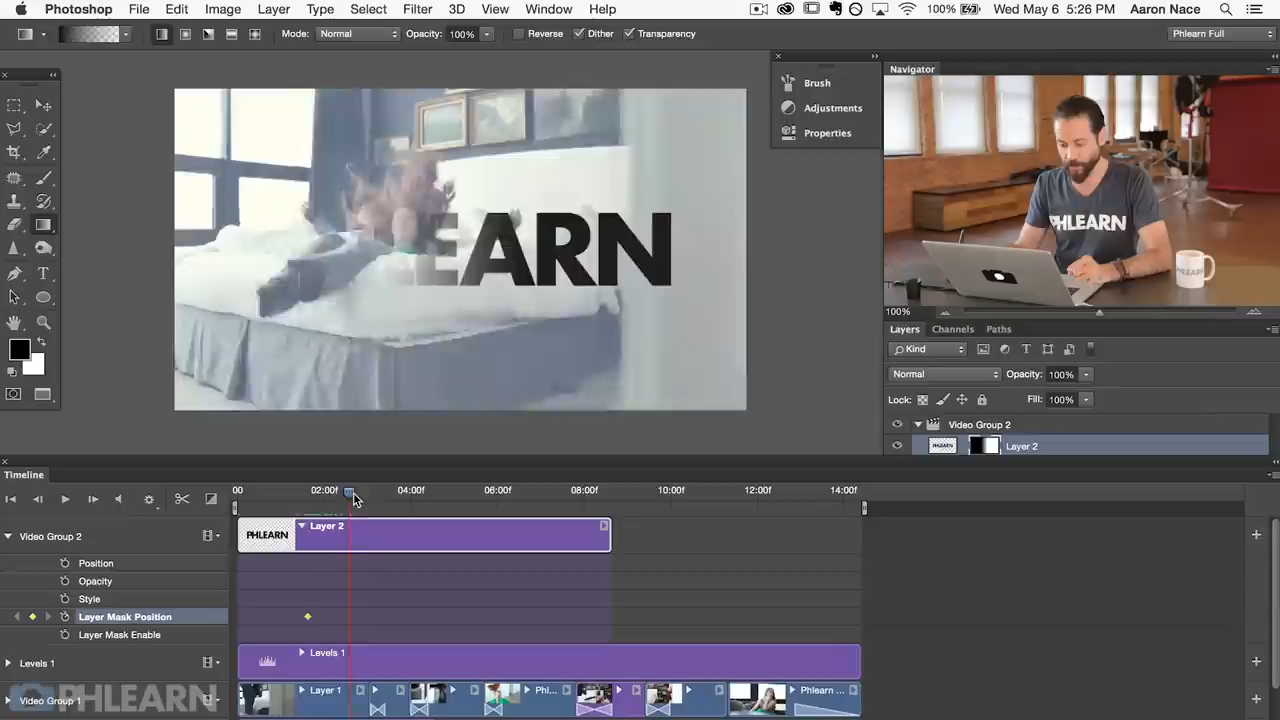 Photoshop File Edit Image Layer Type Select Filter 3D View Window Help 100% Wed May 6 5:26 PM Aaron Nace
Mode: Normal Opacity: 100% Reverse Dither Transparency Phlearn Full
Navigator
Brush
Adjustments
Properties
EARN
PHLEARN
PHLEARN
100%
Layers Channels Paths
Kind
Normal Opacity: 100%
Lock: Fill: 100%
Video Group 2
Layer 2
Timeline
00 02:00f 04:00f 06:00f 08:00f 10:00f 12:00f 14:00f
Video Group 2 PHLEARN Layer 2
Position
Opacity
Style
Layer Mask Position
Layer Mask Enable
Levels 1 Levels 1
Video Group 1 Layer 1 Phl... Phlearn ...
PHLEARN